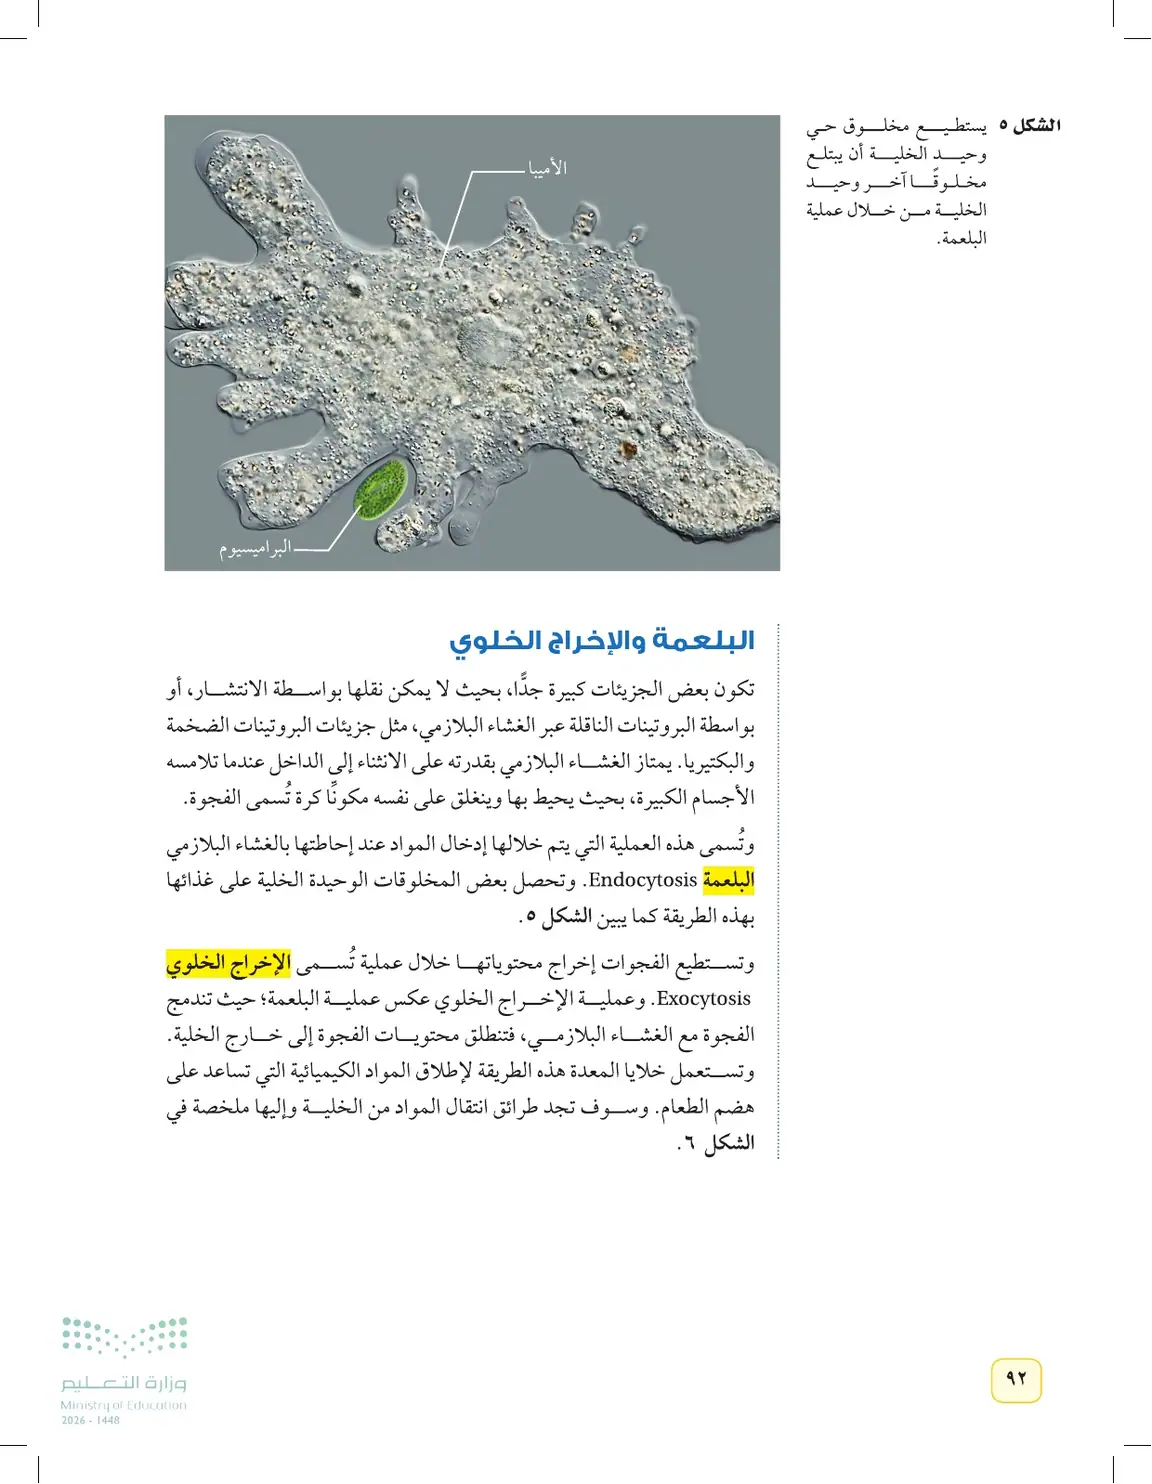 الشكل ٥ يستطيع مخلوق حي
وحيد الخلية أن يبتلع
مخلوقًا آخر وحيد
الخلية من خلال عملية
البلعمة.
الأميبا
البراميسيوم
البلعمة والإخراج الخلوي
تكون بعض الجزيئات كبيرة جدًّا، بحيث لا يمكن نقلها بواسطة الانتشار، أو
بواسطة البروتينات الناقلة عبر الغشاء البلازمي، مثل جزيئات البروتينات الضخمة
والبكتيريا. يمتاز الغشاء البلازمي بقدرته على الانثناء إلى الداخل عندما تلامسه
الأجسام الكبيرة، بحيث يحيط بها وينغلق على نفسه مكونًا كرة تُسمى الفجوة.
وتُسمى هذه العملية التي يتم خلالها إدخال المواد عند إحاطتها بالغشاء البلازمي
البلعمة Endocytosis. وتحصل بعض المخلوقات الوحيدة الخلية على غذائها
بهذه الطريقة كما يبين الشكل ٥.
وتستطيع الفجوات إخراج محتوياتها خلال عملية تُسمى الإخراج الخلوي
Exocytosis. وعملية الإخراج الخلوي عكس عملية البلعمة؛ حيث تندمج
الفجوة مع الغشاء البلازمي، فتنطلق محتويات الفجوة إلى خارج الخلية.
وتستعمل خلايا المعدة هذه الطريقة لإطلاق المواد الكيميائية التي تساعد على
هضم الطعام. وسوف تجد طرائق انتقال المواد من الخلية وإليها ملخصة في
الشكل ٦.
وزارة التعليم
Ministry of Education
2026 - 1448
٩٢